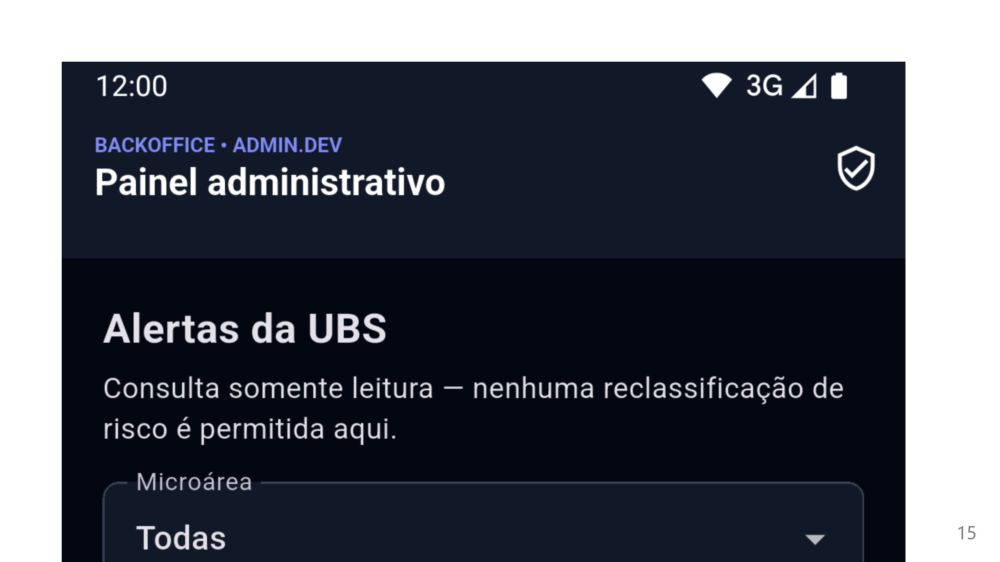 12:00 3G
BACKOFFICE • ADMIN.DEV
Painel administrativo
Alertas da UBS
Consulta somente leitura — nenhuma reclassificação de
risco é permitida aqui.
Microárea
Todas
15